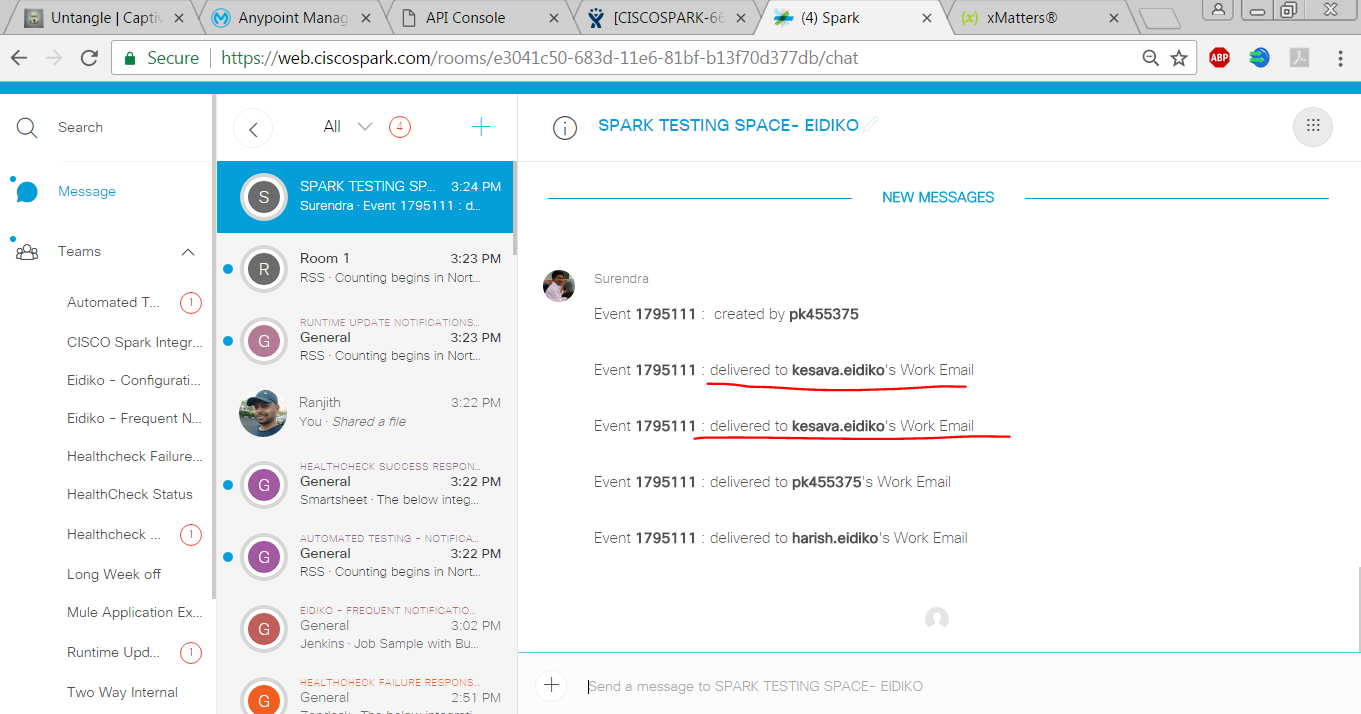 Untangle | Captiv
Anypoint Manag
API Console
[CISCOSPARK-66
(4) Spark
xMatters®
Secure
https://web.ciscospark.com/rooms/e3041c50-683d-11e6-81bf-b13f70d377db/chat
ABP
Search
Message
Teams
Automated T...
1
CISCO Spark Integr...
Eidiko - Configurati...
Eidiko - Frequent N...
Healthcheck Failure...
HealthCheck Status
Healthcheck ...
1
Long Week off
Mule Application Ex...
Runtime Upd...
1
Two Way Internal
All
4
S
SPARK TESTING SP...
3:24 PM
Surendra · Event 1795111 : d...
R
Room 1
3:23 PM
RSS · Counting begins in Nort...
RUNTIME UPDATE NOTIFICATIONS...
G
General
3:23 PM
RSS · Counting begins in Nort...
Ranjith
3:22 PM
You · Shared a file
HEALTHCHECK SUCCESS RESPON...
G
General
3:22 PM
Smartsheet · The below integ...
AUTOMATED TESTING - NOTIFICA...
G
General
3:22 PM
RSS · Counting begins in Nort...
EIDIKO - FREQUENT NOTIFICATIO...
G
General
3:02 PM
Jenkins · Job Sample with Bu...
HEALTHCHECK FAILURE RESPONS...
G
General
2:51 PM
Zendesk · The below integrati...
SPARK TESTING SPACE- EIDIKO
NEW MESSAGES
Surendra
Event 1795111 : created by pk455375
Event 1795111 : delivered to kesava.eidiko's Work Email
Event 1795111 : delivered to kesava.eidiko's Work Email
Event 1795111 : delivered to pk455375's Work Email
Event 1795111 : delivered to harish.eidiko's Work Email
Send a message to SPARK TESTING SPACE- EIDIKO